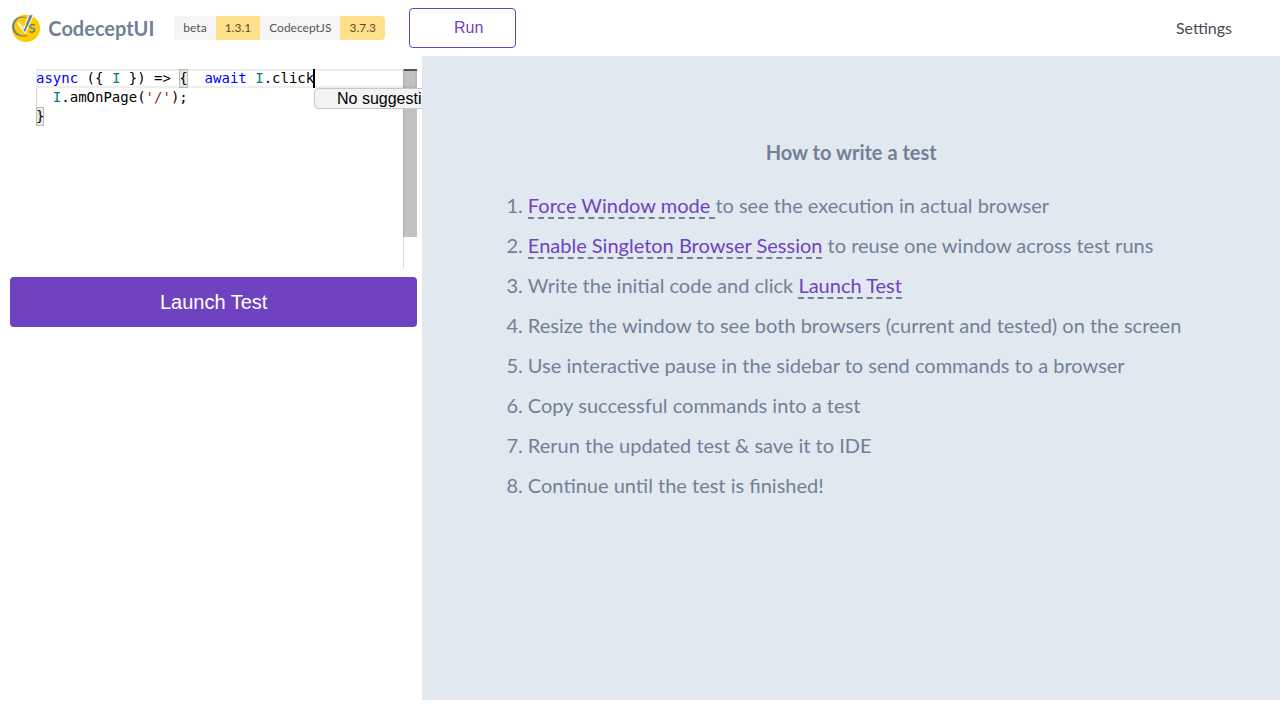 CodeceptUI beta 1.3.1 CodeceptJS 3.7.3 Run Settings
async ({ I }) => {  await I.click
No suggesti
  I.amOnPage('/');
}
Launch Test
How to write a test
1. Force Window mode to see the execution in actual browser
2. Enable Singleton Browser Session to reuse one window across test runs
3. Write the initial code and click Launch Test
4. Resize the window to see both browsers (current and tested) on the screen
5. Use interactive pause in the sidebar to send commands to a browser
6. Copy successful commands into a test
7. Rerun the updated test & save it to IDE
8. Continue until the test is finished!